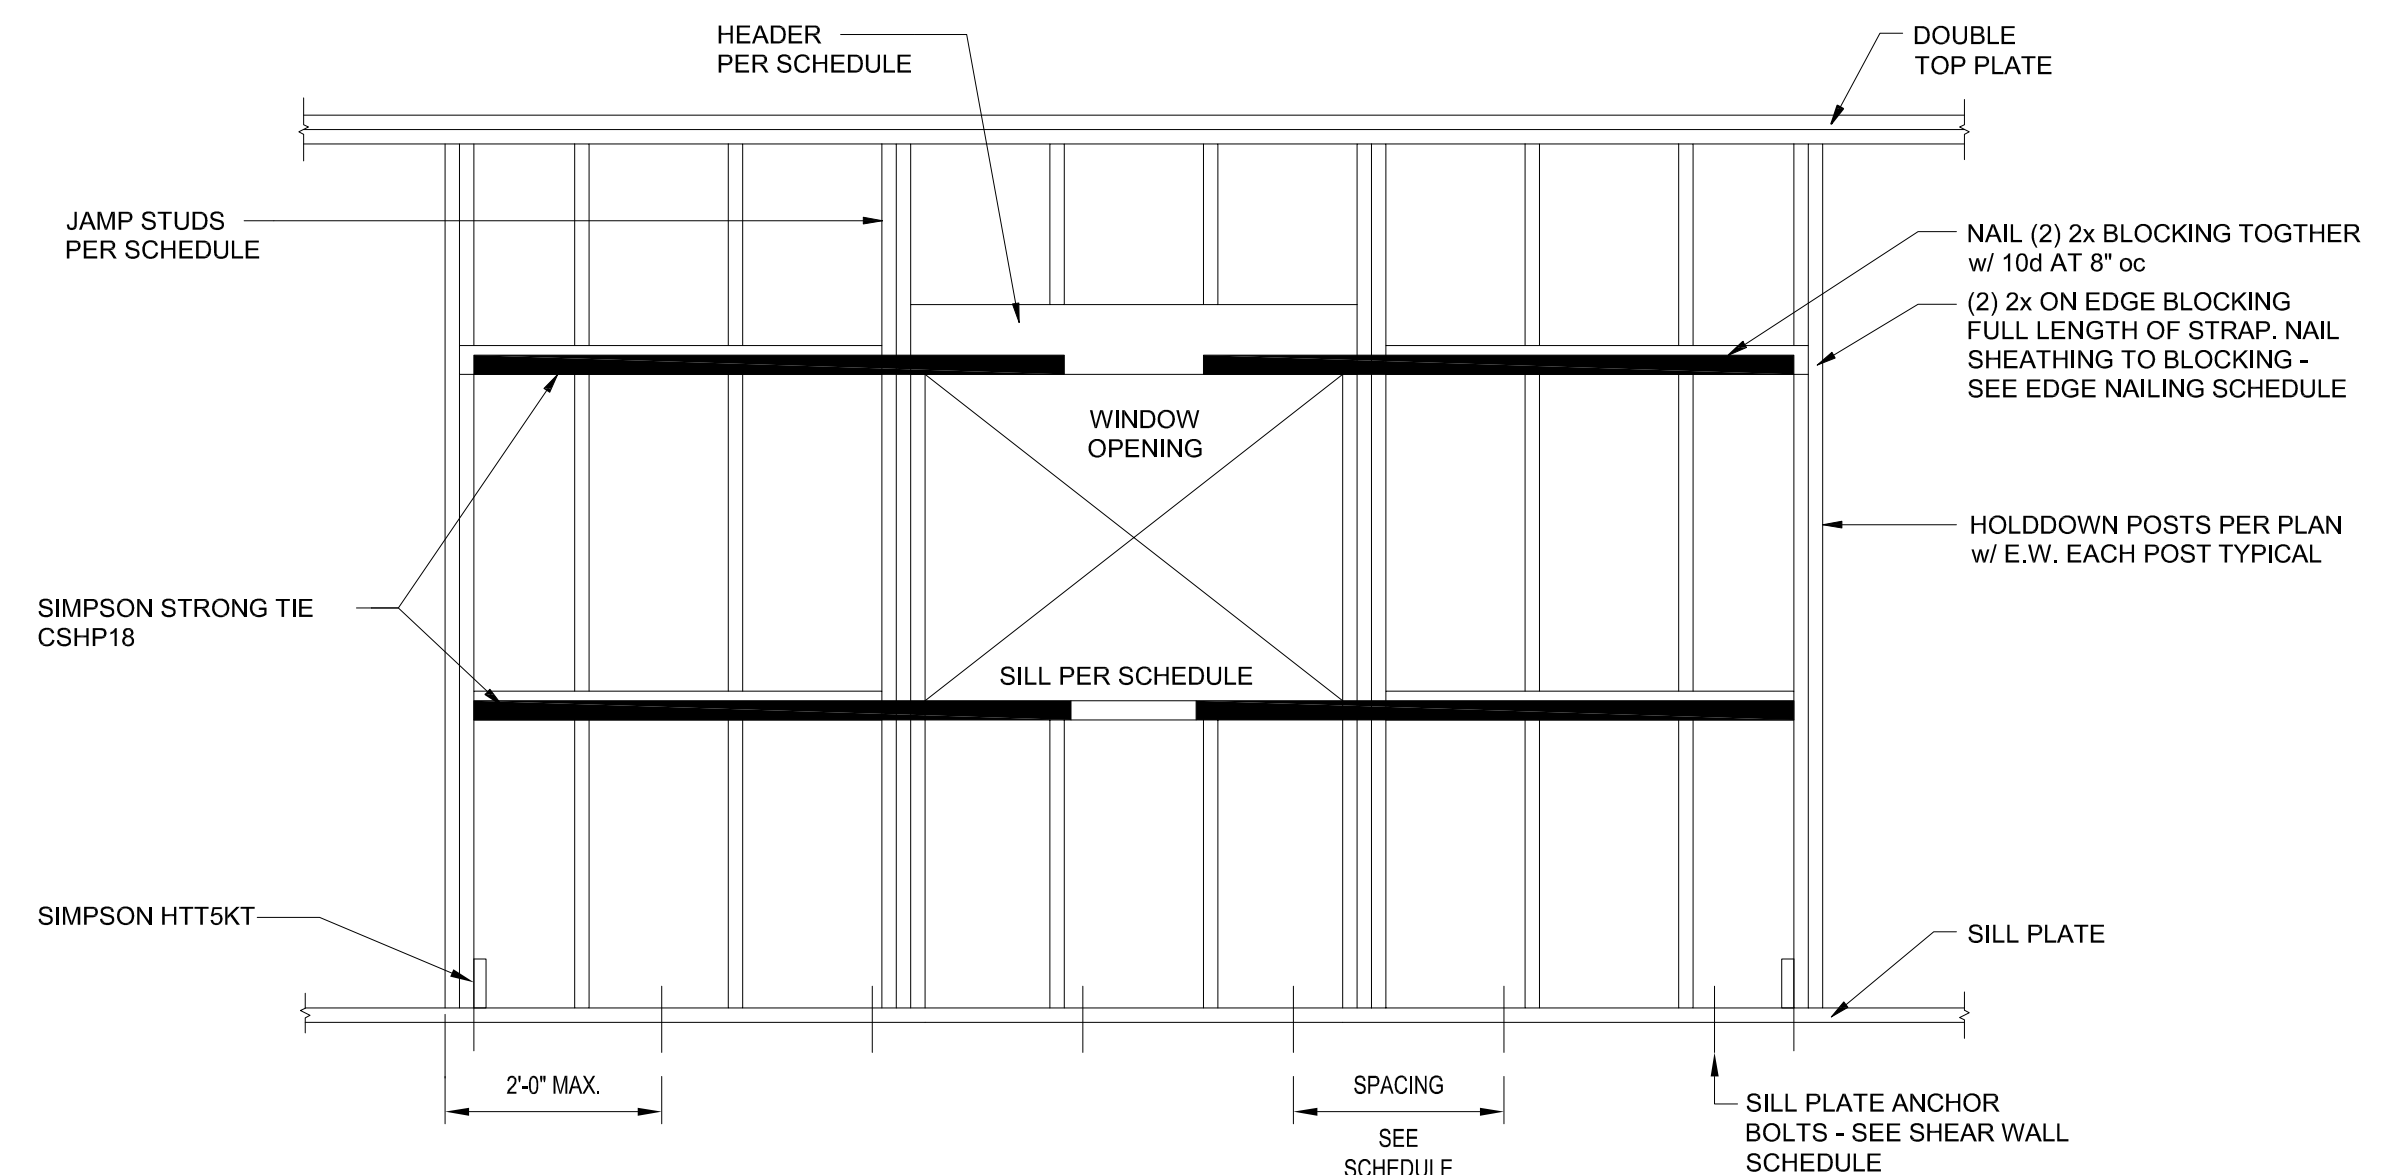 HEADER
PER SCHEDULE
DOUBLE
TOP PLATE
JAMP STUDS
PER SCHEDULE
NAIL (2) 2x BLOCKING TOGTHER
w/ 10d AT 8" oc
(2) 2x ON EDGE BLOCKING
FULL LENGTH OF STRAP. NAIL
SHEATHING TO BLOCKING -
SEE EDGE NAILING SCHEDULE
WINDOW
OPENING
HOLDDOWN POSTS PER PLAN
w/ E.W. EACH POST TYPICAL
SIMPSON STRONG TIE
CSHP18
SILL PER SCHEDULE
SIMPSON HTT5KT
SILL PLATE
2'-0" MAX.
SPACING
SEE
SCHEDULE
SILL PLATE ANCHOR
BOLTS - SEE SHEAR WALL
SCHEDULE